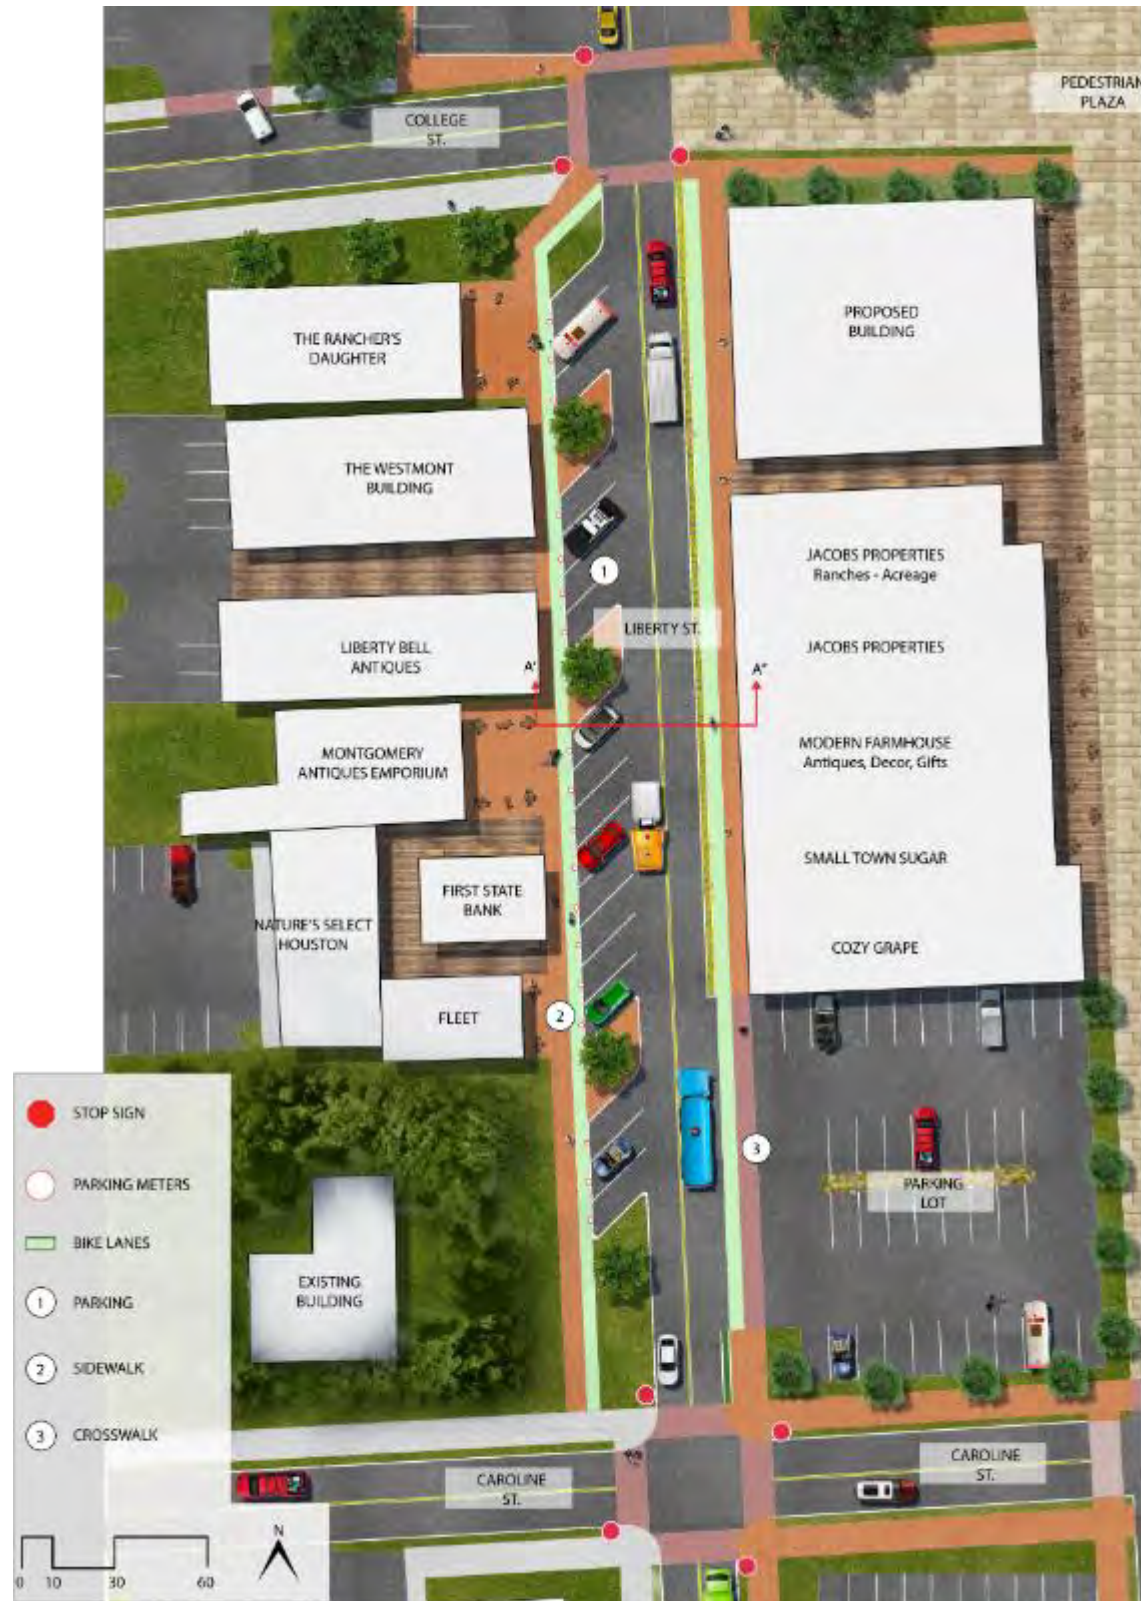 PEDESTRIAN
PLAZA
COLLEGE
ST.
THE RANCHER'S
DAUGHTER
PROPOSED
BUILDING
THE WESTMONT
BUILDING
JACOBS PROPERTIES
Ranches - Acreage
1
LIBERTY ST.
LIBERTY BELL
ANTIQUES
JACOBS PROPERTIES
A'
A"
MONTGOMERY
ANTIQUES EMPORIUM
MODERN FARMHOUSE
Antiques, Decor, Gifts
SMALL TOWN SUGAR
FIRST STATE
BANK
NATURE'S SELECT
HOUSTON
COZY GRAPE
FLEET
2
3
PARKING
LOT
EXISTING
BUILDING
STOP SIGN
PARKING METERS
BIKE LANES
1 PARKING
2 SIDEWALK
3 CROSSWALK
CAROLINE
ST.
CAROLINE
ST.
N
0 10 30 60